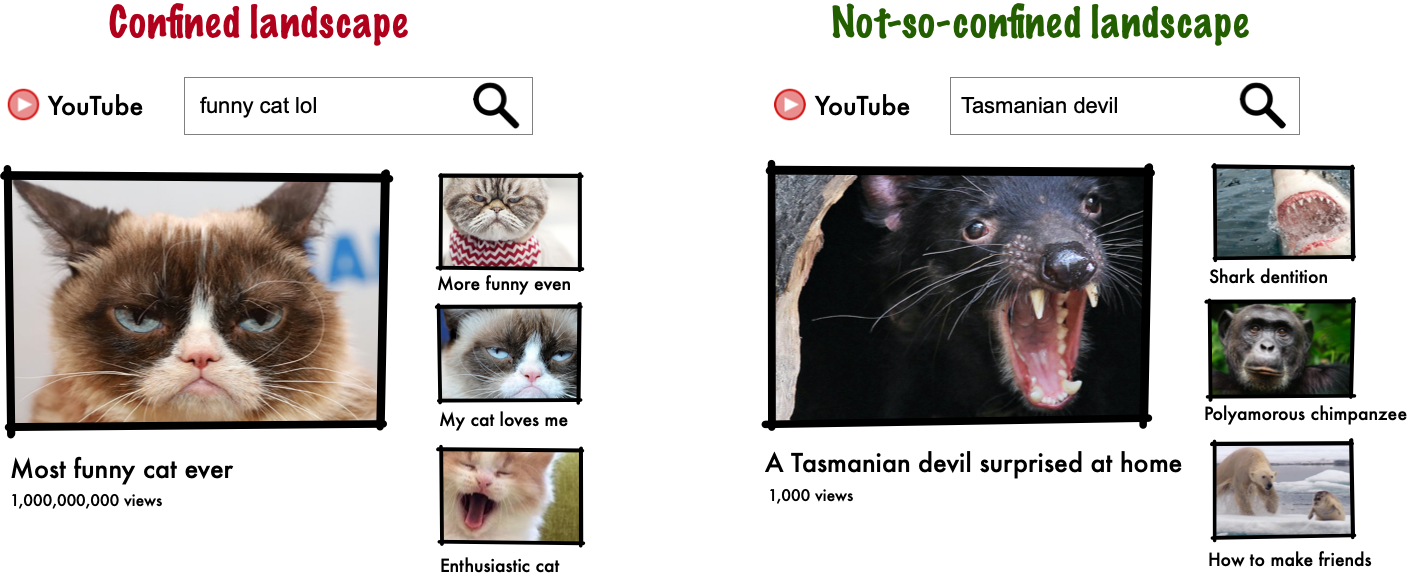 Confined landscape
YouTube
funny cat lol
More funny even
My cat loves me
Most funny cat ever
1,000,000,000 views
Enthusiastic cat
Not-so-confined landscape
YouTube
Tasmanian devil
Shark dentition
Polyamorous chimpanzee
A Tasmanian devil surprised at home
1,000 views
How to make friends